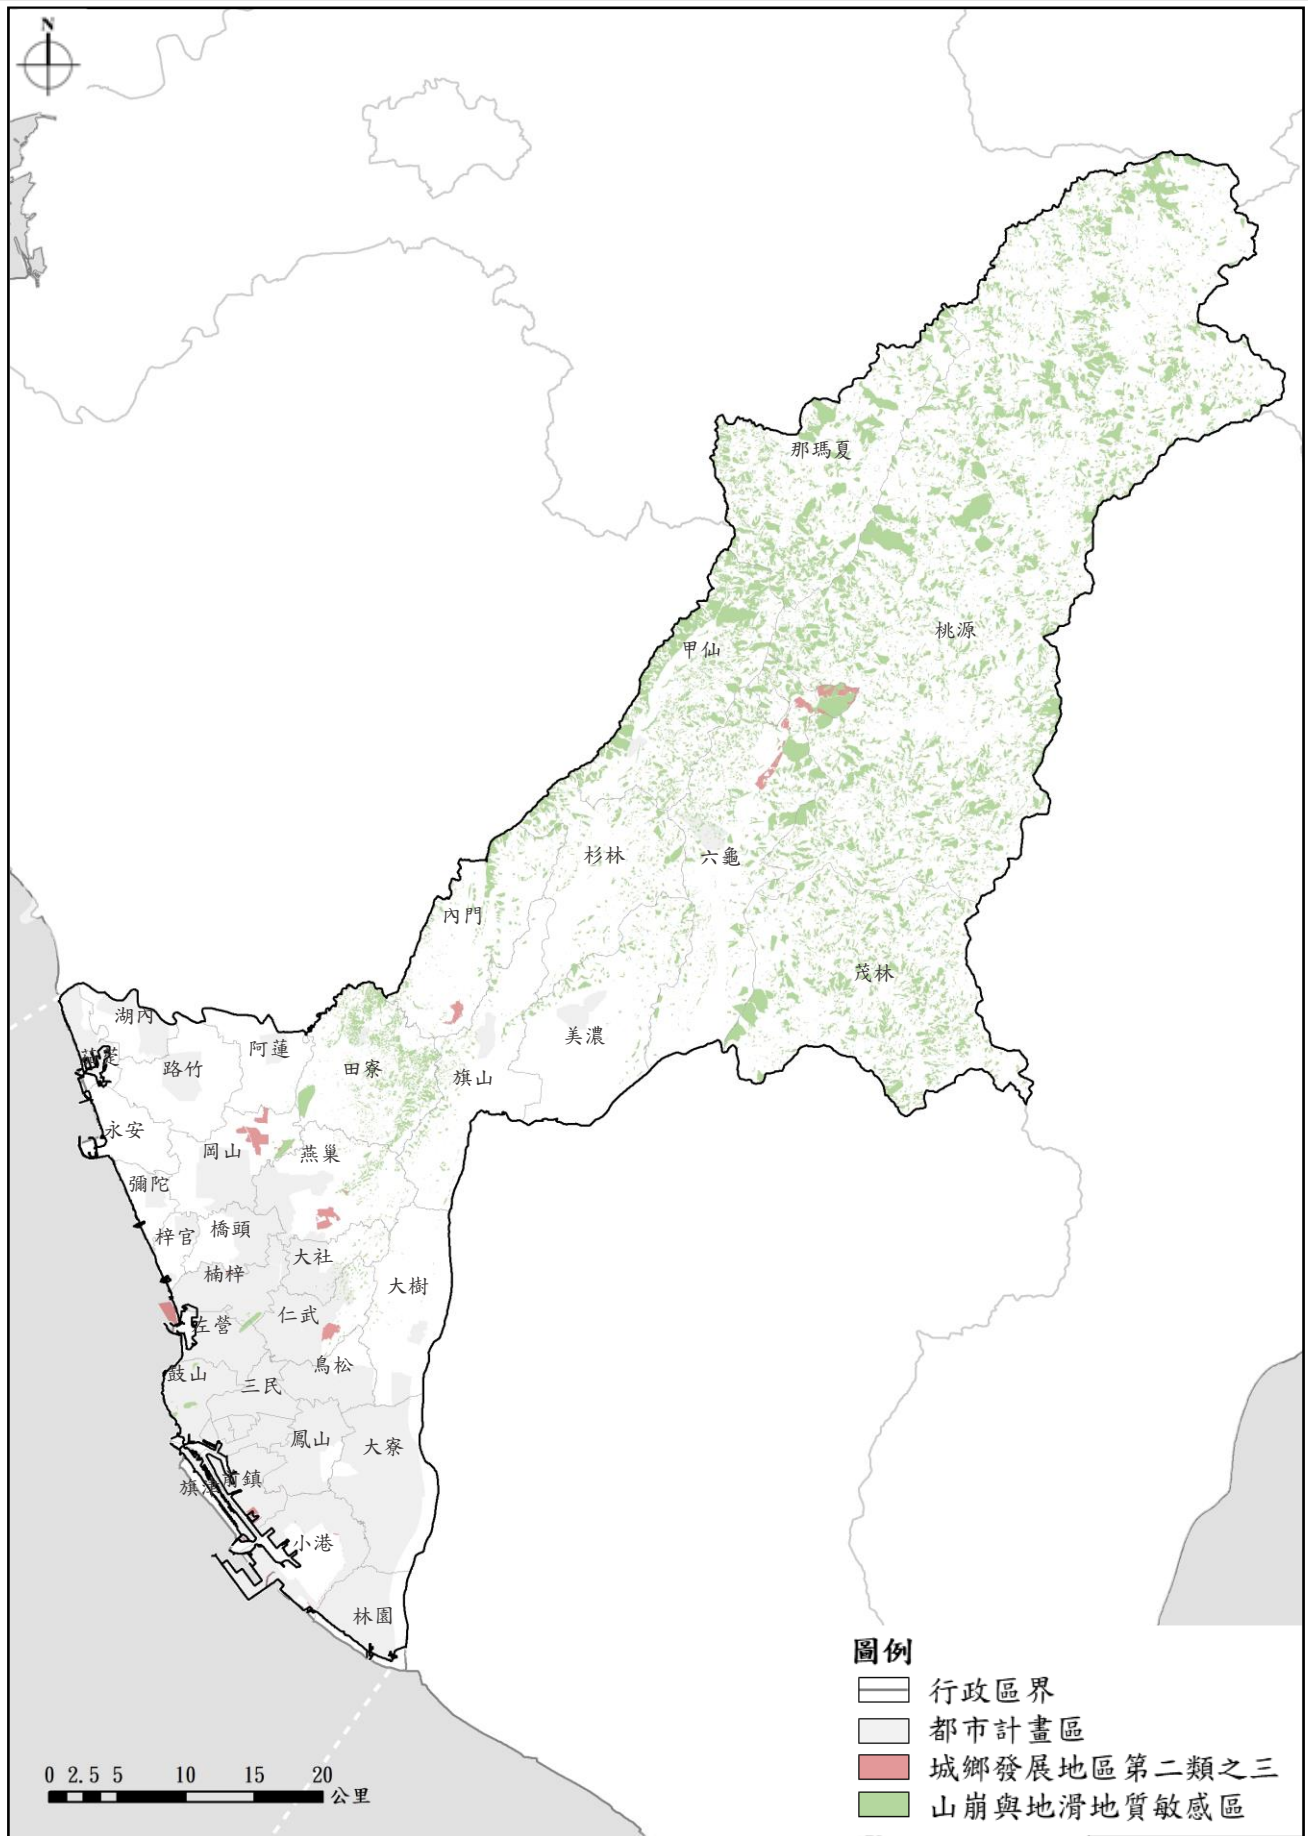 N
那瑪夏
桃源
甲仙
杉林
六龜
內門
茂林
湖內
美濃
阿蓮
茄萣
路竹
田寮
旗山
永安
岡山
燕巢
彌陀
梓官
橋頭
大社
楠梓
大樹
左營
仁武
鳥松
鼓山
三民
鳳山
大寮
前鎮
旗津
小港
林園
圖例
行政區界
都市計畫區
城鄉發展地區第二類之三
山崩與地滑地質敏感區
0 2.5 5 10 15 20
公里